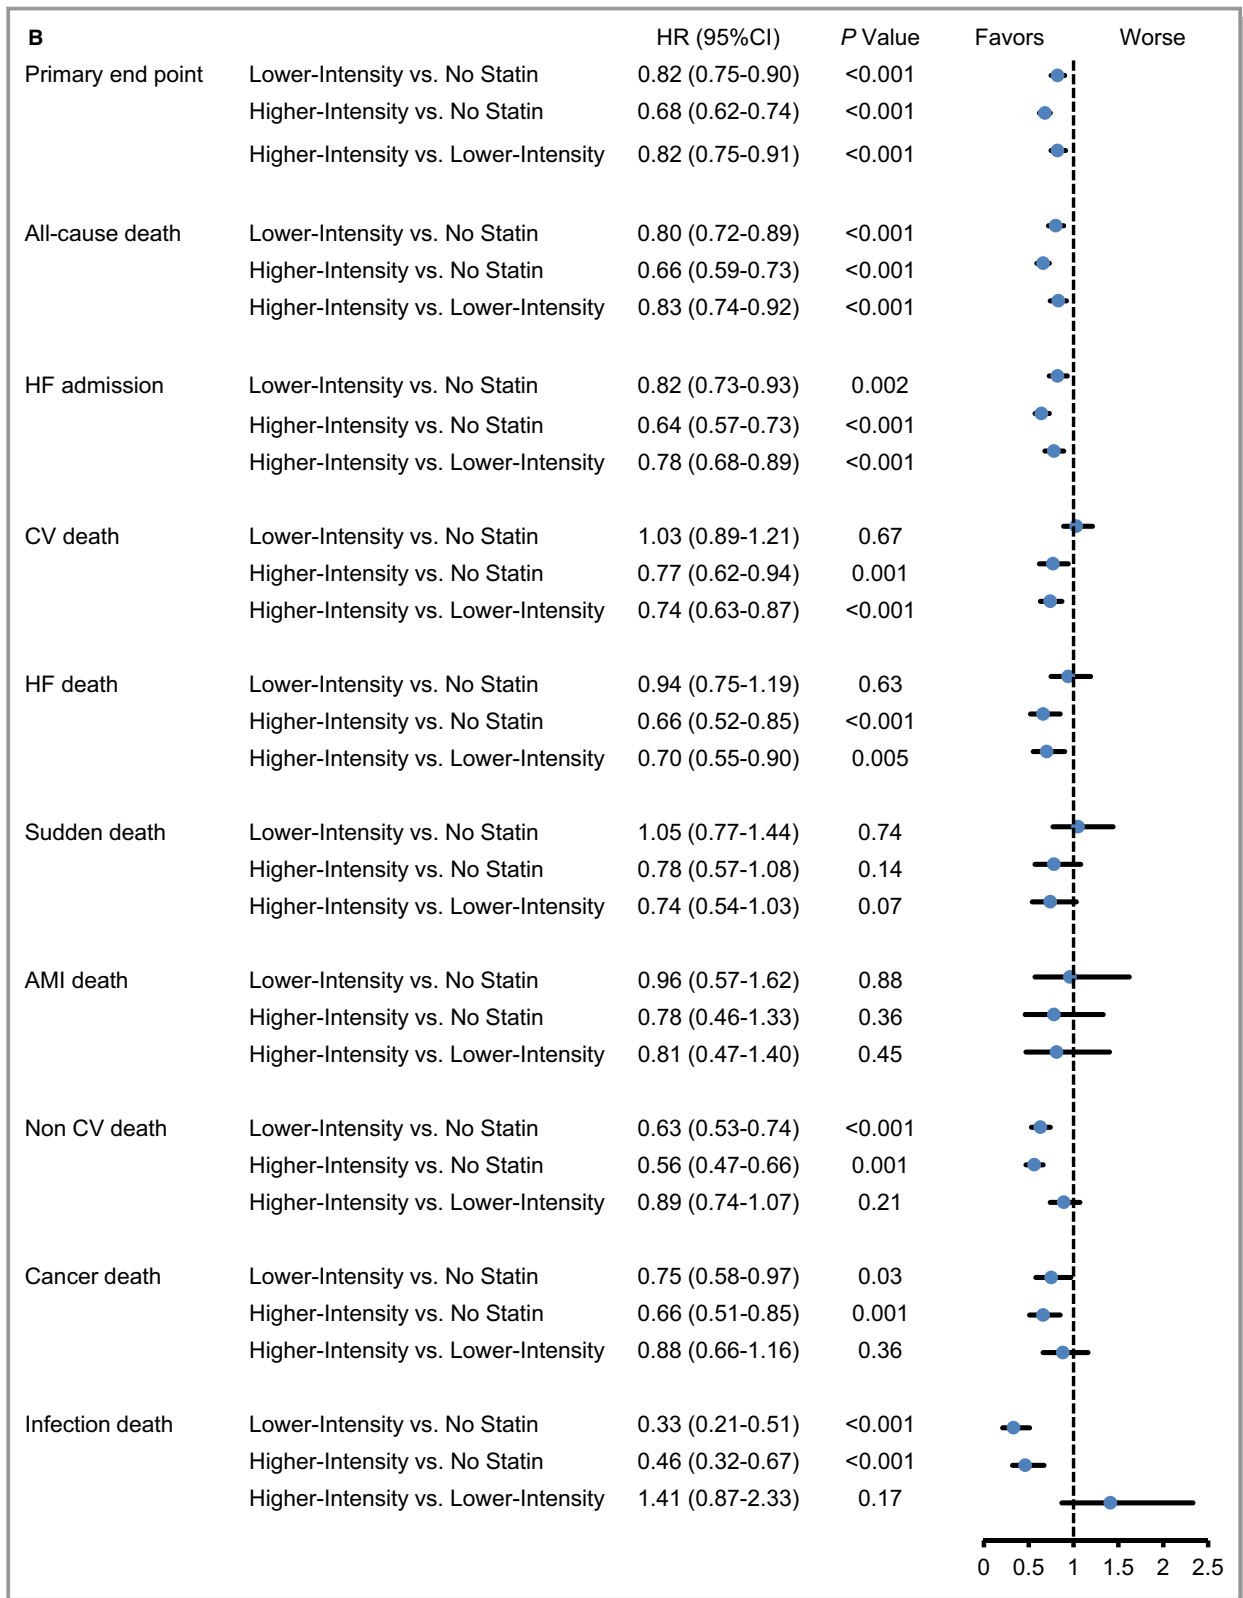 B HR (95%CI) P Value Favors Worse
Primary end point Lower-Intensity vs. No Statin 0.82 (0.75-0.90) <0.001
Higher-Intensity vs. No Statin 0.68 (0.62-0.74) <0.001
Higher-Intensity vs. Lower-Intensity 0.82 (0.75-0.91) <0.001
All-cause death Lower-Intensity vs. No Statin 0.80 (0.72-0.89) <0.001
Higher-Intensity vs. No Statin 0.66 (0.59-0.73) <0.001
Higher-Intensity vs. Lower-Intensity 0.83 (0.74-0.92) <0.001
HF admission Lower-Intensity vs. No Statin 0.82 (0.73-0.93) 0.002
Higher-Intensity vs. No Statin 0.64 (0.57-0.73) <0.001
Higher-Intensity vs. Lower-Intensity 0.78 (0.68-0.89) <0.001
CV death Lower-Intensity vs. No Statin 1.03 (0.89-1.21) 0.67
Higher-Intensity vs. No Statin 0.77 (0.62-0.94) 0.001
Higher-Intensity vs. Lower-Intensity 0.74 (0.63-0.87) <0.001
HF death Lower-Intensity vs. No Statin 0.94 (0.75-1.19) 0.63
Higher-Intensity vs. No Statin 0.66 (0.52-0.85) <0.001
Higher-Intensity vs. Lower-Intensity 0.70 (0.55-0.90) 0.005
Sudden death Lower-Intensity vs. No Statin 1.05 (0.77-1.44) 0.74
Higher-Intensity vs. No Statin 0.78 (0.57-1.08) 0.14
Higher-Intensity vs. Lower-Intensity 0.74 (0.54-1.03) 0.07
AMI death Lower-Intensity vs. No Statin 0.96 (0.57-1.62) 0.88
Higher-Intensity vs. No Statin 0.78 (0.46-1.33) 0.36
Higher-Intensity vs. Lower-Intensity 0.81 (0.47-1.40) 0.45
Non CV death Lower-Intensity vs. No Statin 0.63 (0.53-0.74) <0.001
Higher-Intensity vs. No Statin 0.56 (0.47-0.66) 0.001
Higher-Intensity vs. Lower-Intensity 0.89 (0.74-1.07) 0.21
Cancer death Lower-Intensity vs. No Statin 0.75 (0.58-0.97) 0.03
Higher-Intensity vs. No Statin 0.66 (0.51-0.85) 0.001
Higher-Intensity vs. Lower-Intensity 0.88 (0.66-1.16) 0.36
Infection death Lower-Intensity vs. No Statin 0.33 (0.21-0.51) <0.001
Higher-Intensity vs. No Statin 0.46 (0.32-0.67) <0.001
Higher-Intensity vs. Lower-Intensity 1.41 (0.87-2.33) 0.17
0 0.5 1 1.5 2 2.5